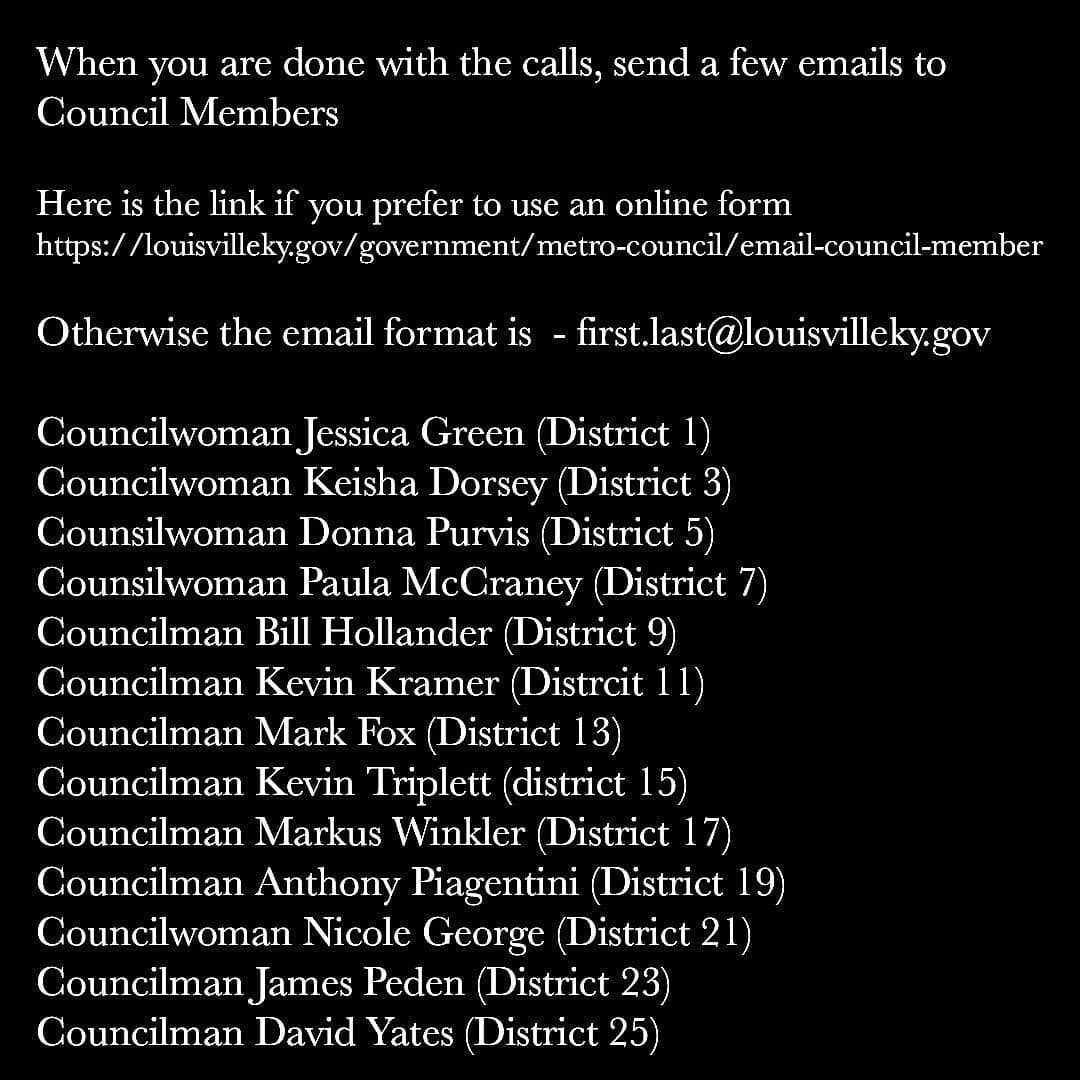 When you are done with the calls, send a few emails to
Council Members
Here is the link if you prefer to use an online form
https://louisvilleky.gov/government/metro-council/email-council-member
Otherwise the email format is - first.last@louisvilleky.gov
Councilwoman Jessica Green (District 1)
Councilwoman Keisha Dorsey (District 3)
Counsilwoman Donna Purvis (District 5)
Counsilwoman Paula McCraney (District 7)
Councilman Bill Hollander (District 9)
Councilman Kevin Kramer (Distrcit 11)
Councilman Mark Fox (District 13)
Councilman Kevin Triplett (district 15)
Councilman Markus Winkler (District 17)
Councilman Anthony Piagentini (District 19)
Councilwoman Nicole George (District 21)
Councilman James Peden (District 23)
Councilman David Yates (District 25)